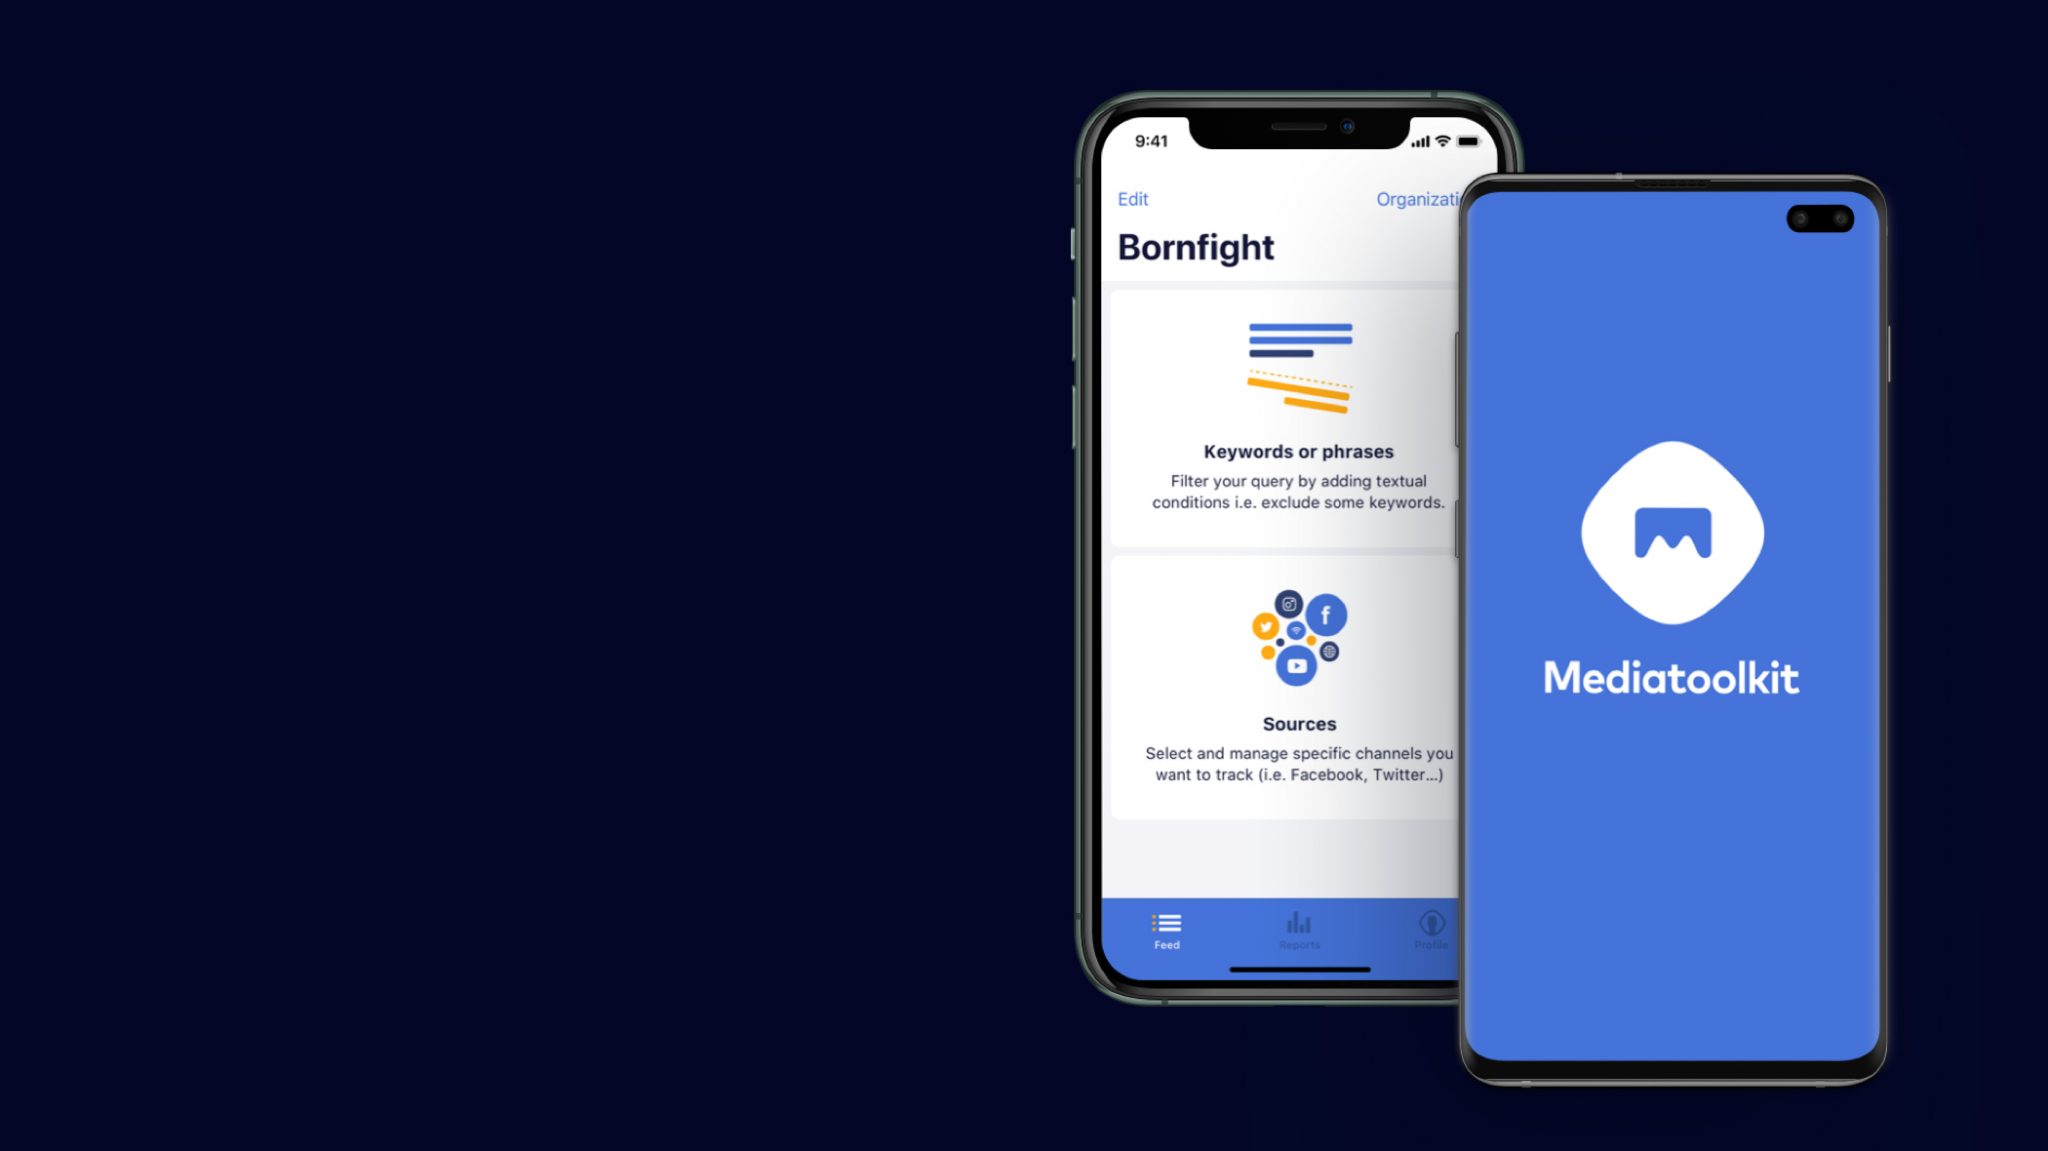 9:41
Edit
Organizati
Bornfight
Keywords or phrases
Filter your query by adding textual
conditions i.e. exclude some keywords.
Sources
Select and manage specific channels you
want to track (i.e. Facebook, Twitter...)
Feed
Reports
Profile
Mediatoolkit